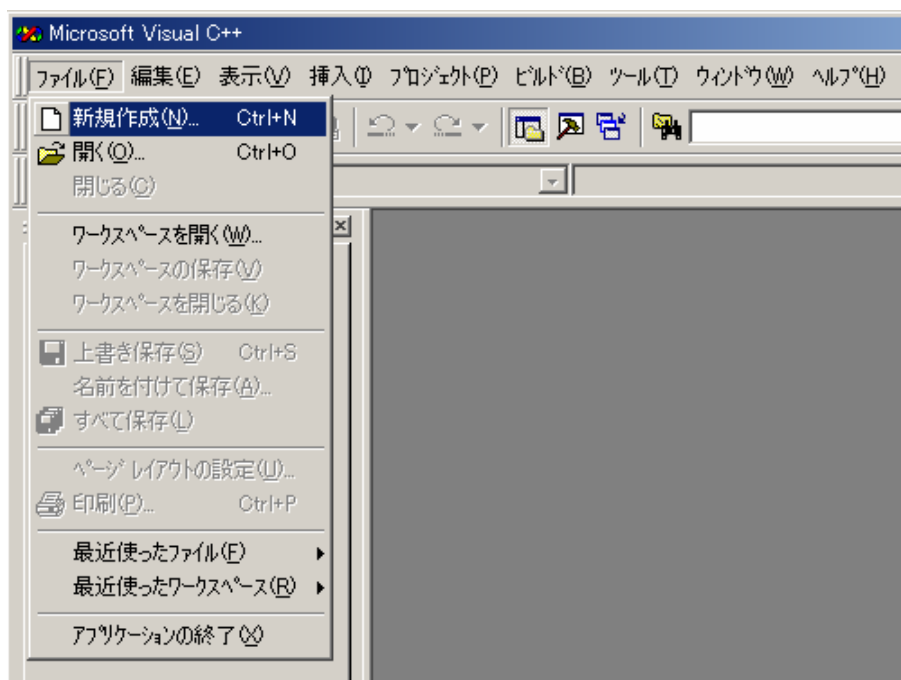 Microsoft Visual C++
ﾌｧｲﾙ(F) 編集(E) 表示(V) 挿入(I) ﾌﾟﾛｼﾞｪｸﾄ(P) ﾋﾞﾙﾄﾞ(B) ﾂｰﾙ(T) ｳｨﾝﾄﾞｳ(W) ﾍﾙﾌﾟ(H)
新規作成(N)... Ctrl+N
開く(O)... Ctrl+O
閉じる(C)
ﾜｰｸｽﾍﾟｰｽを開く(W)...
ﾜｰｸｽﾍﾟｰｽの保存(V)
ﾜｰｸｽﾍﾟｰｽを閉じる(K)
上書き保存(S) Ctrl+S
名前を付けて保存(A)...
すべて保存(L)
ﾍﾟｰｼﾞ ﾚｲｱｳﾄの設定(U)...
印刷(P)... Ctrl+P
最近使ったﾌｧｲﾙ(F)
最近使ったﾜｰｸｽﾍﾟｰｽ(R)
ｱﾌﾟﾘｹｰｼｮﾝの終了(X)